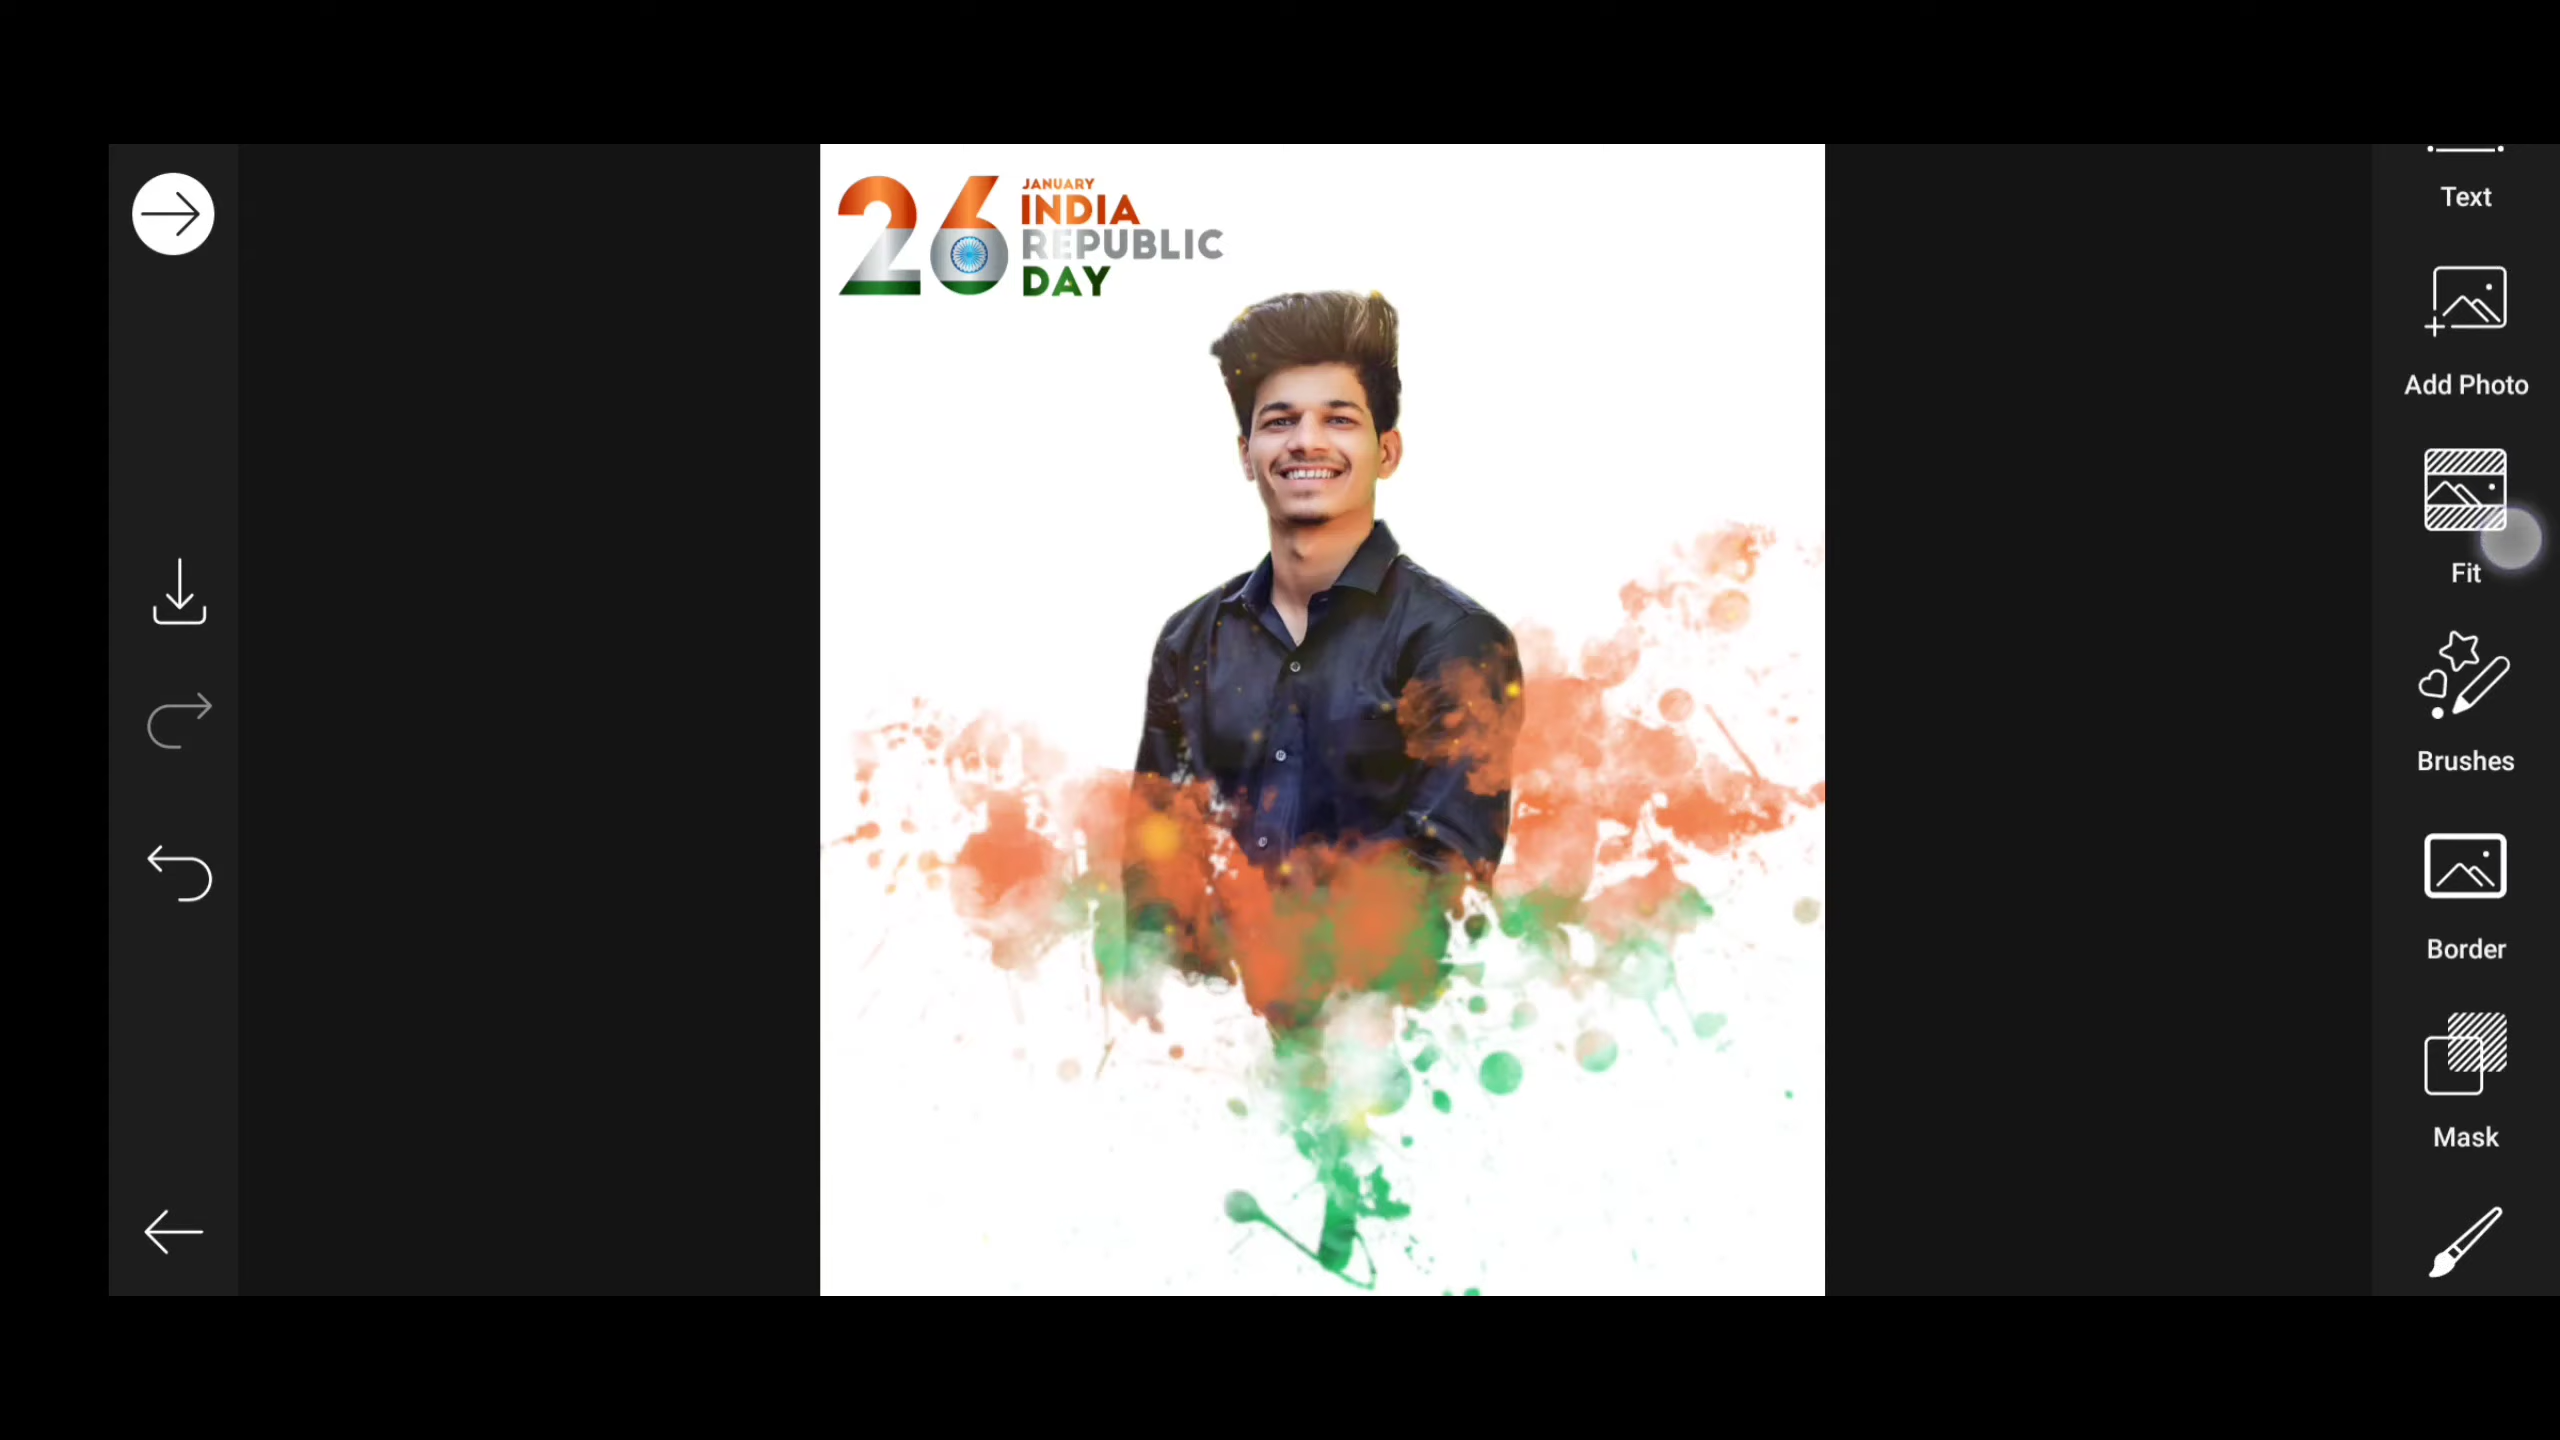 26
JANUARY
INDIA
REPUBLIC
DAY
Text
Add Photo
Fit
Brushes
Border
Mask